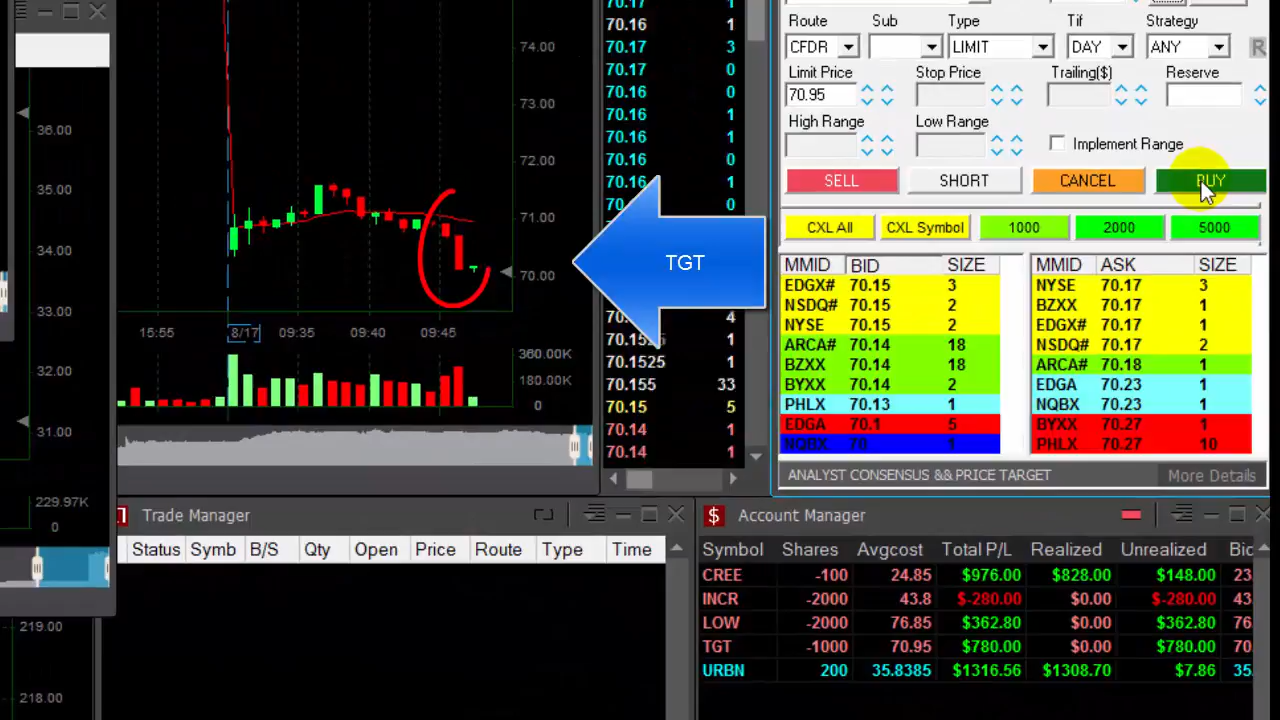 36.00
35.00
34.00
33.00
32.00
31.00
229.97K
0
219.00
218.00
74.00
73.00
72.00
71.00
70.00
15:55 8/17 09:35 09:40 09:45
360.00K
180.00K
0
70.17 1
70.16 1
70.17 3
70.17 0
70.16 0
70.16 1
70.16 1
70.16 0
70.16 1
0
TGT
4
1
70.1525 1
70.155 33
70.15 5
70.14 1
70.14 1
Route Sub Type Tif Strategy
CFDR LIMIT DAY ANY R
Limit Price Stop Price Trailing($) Reserve
70.95
High Range Low Range
Implement Range
SELL SHORT CANCEL BUY
CXL All CXL Symbol 1000 2000 5000
MMID BID SIZE MMID ASK SIZE
EDGX# 70.15 3 NYSE 70.17 3
NSDQ# 70.15 2 BZXX 70.17 1
NYSE 70.15 2 EDGX# 70.17 1
ARCA# 70.14 18 NSDQ# 70.17 2
BZXX 70.14 18 ARCA# 70.18 1
BYXX 70.14 2 EDGA 70.23 1
PHLX 70.13 1 NQBX 70.23 1
EDGA 70.1 5 BYXX 70.27 1
NQBX 70 1 PHLX 70.27 10
ANALYST CONSENSUS && PRICE TARGET More Details
Trade Manager
Status Symb B/S Qty Open Price Route Type Time
$ Account Manager
Symbol Shares Avgcost Total P/L Realized Unrealized Bid
CREE -100 24.85 $976.00 $828.00 $148.00 23.
INCR -2000 43.8 $-280.00 $0.00 $-280.00 43
LOW -2000 76.85 $362.80 $0.00 $362.80 76.
TGT -1000 70.95 $780.00 $0.00 $780.00 70.
URBN 200 35.8385 $1316.56 $1308.70 $7.86 35.